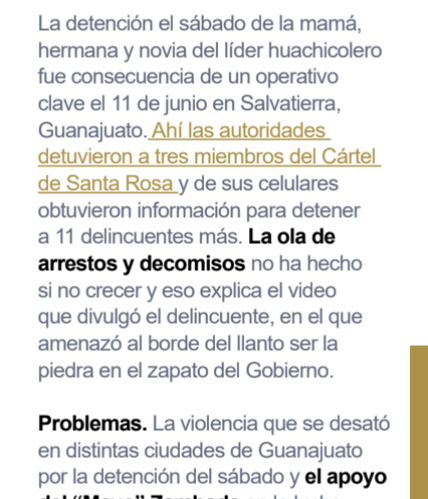 La detención el sábado de la mamá,
hermana y novia del líder huachicolero
fue consecuencia de un operativo
clave el 11 de junio en Salvatierra,
Guanajuato. Ahí las autoridades
detuvieron a tres miembros del Cártel
de Santa Rosa y de sus celulares
obtuvieron información para detener
a 11 delincuentes más. La ola de
arrestos y decomisos no ha hecho
si no crecer y eso explica el video
que divulgó el delincuente, en el que
amenazó al borde del llanto ser la
piedra en el zapato del Gobierno.
Problemas. La violencia que se desató
en distintas ciudades de Guanajuato
por la detención del sábado y el apoyo